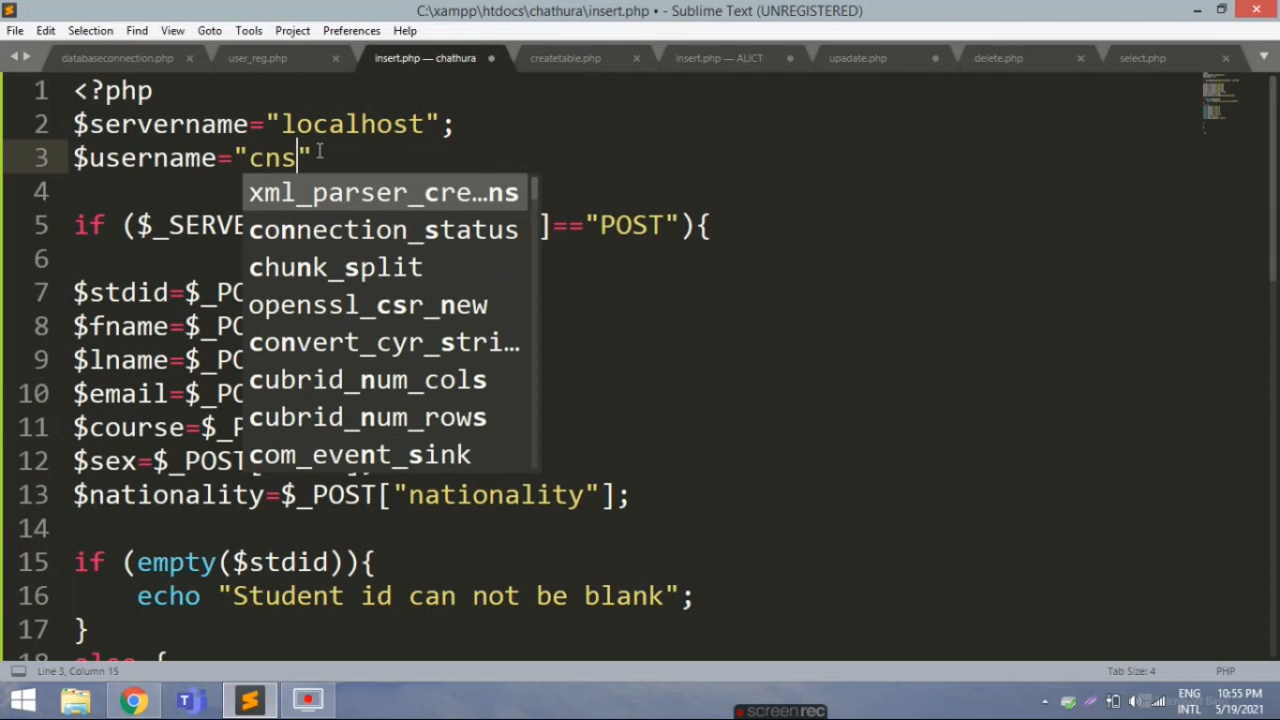 C:\xampp\htdocs\chathura\insert.php • - Sublime Text (UNREGISTERED)
File Edit Selection Find View Goto Tools Project Preferences Help
databaseconnection.php user_reg.php insert.php — chathura createtable.php insert.php — ALICT upadate.php delete.php select.php
1 <?php
2 $servername="localhost";
3 $username="cns"
4
xml_parser_cre…ns
5 if ($_SERVE ]=="POST"){
connection_status
6
chunk_split
7 $stdid=$_PO
openssl_csr_new
8 $fname=$_PO
convert_cyr_stri…
9 $lname=$_PO
cubrid_num_cols
10 $email=$_PO
cubrid_num_rows
11 $course=$_P
com_event_sink
12 $sex=$_POST
13 $nationality=$_POST["nationality"];
14
15 if (empty($stdid)){
16 echo "Student id can not be blank";
17 }
18 else {
Line 3, Column 15 Tab Size: 4 PHP
ENG 10:55 PM
INTL 5/19/2021
screenrec